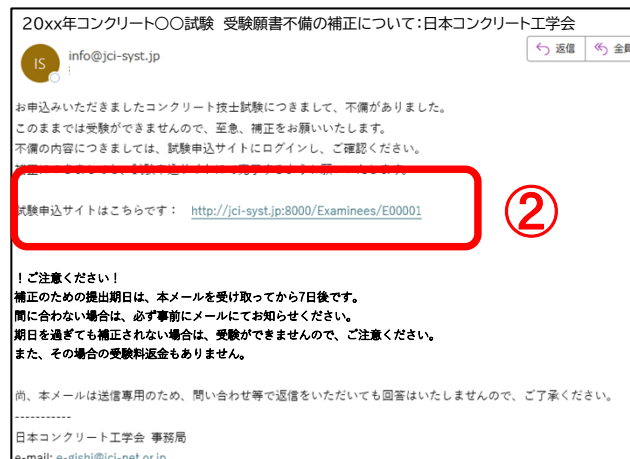 20xx年コンクリート〇〇試験 受験願書不備の補正について:日本コンクリート工学会
IS
info@jci-syst.jp
返信
お申込みいただきましたコンクリート技士試験につきまして、不備がありました。
このままでは受験ができませんので、至急、補正をお願いいたします。
不備の内容につきましては、試験申込サイトにログインし、ご確認ください。
試験申込サイトはこちらです: http://jci-syst.jp:8000/Examinees/E00001
②
!ご注意ください!
補正のための提出期日は、本メールを受け取ってから7日後です。
間に合わない場合は、必ず事前にメールにてお知らせください。
期日を過ぎても補正されない場合は、受験ができませんので、ご注意ください。
また、その場合の受験料返金もありません。
尚、本メールは送信専用のため、問い合わせ等で返信をいただいても回答はいたしませんので、ご了承ください。
-----------
日本コンクリート工学会 事務局
e-mail: e-gishi@jci-net.or.jp